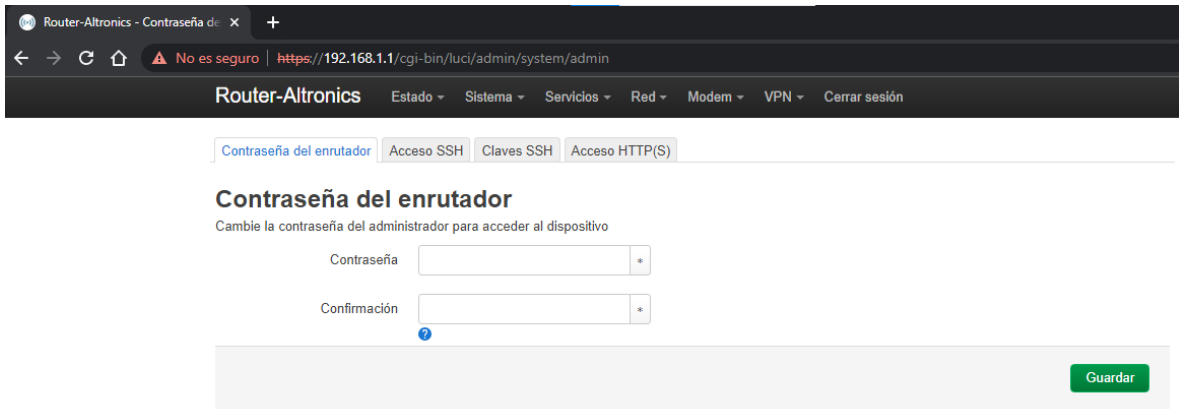 Router-Altronics - Contraseña de
No es seguro | https://192.168.1.1/cgi-bin/luci/admin/system/admin
Router-Altronics Estado Sistema Servicios Red Modem VPN Cerrar sesión
Contraseña del enrutador Acceso SSH Claves SSH Acceso HTTP(S)
Contraseña del enrutador
Cambie la contraseña del administrador para acceder al dispositivo
Contraseña *
Confirmación *
?
Guardar